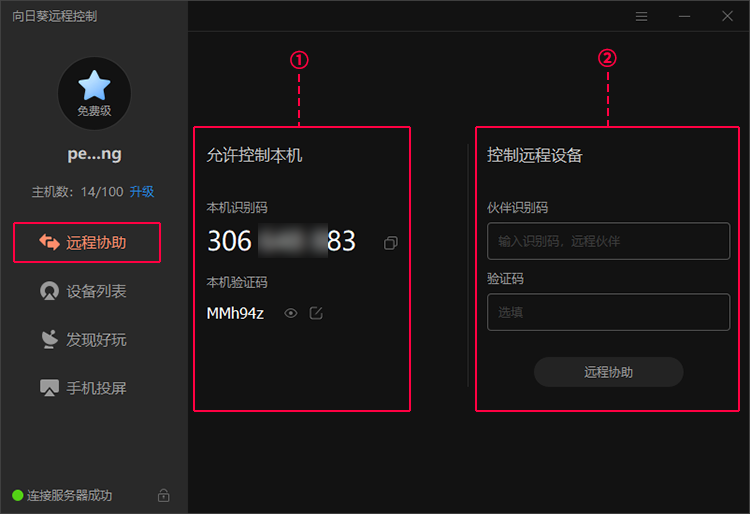 向日葵远程控制
免费级
pe...ng
主机数：14/100 升级
远程协助
设备列表
发现好玩
手机投屏
连接服务器成功
①
允许控制本机
本机识别码
306 83
本机验证码
MMh94z
②
控制远程设备
伙伴识别码
输入识别码，远程伙伴
验证码
选填
远程协助